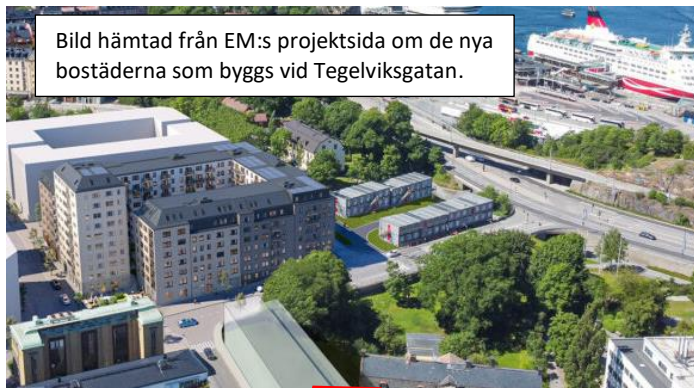 Bild hämtad från EM:s projektsida om de nya
bostäderna som byggs vid Tegelviksgatan.